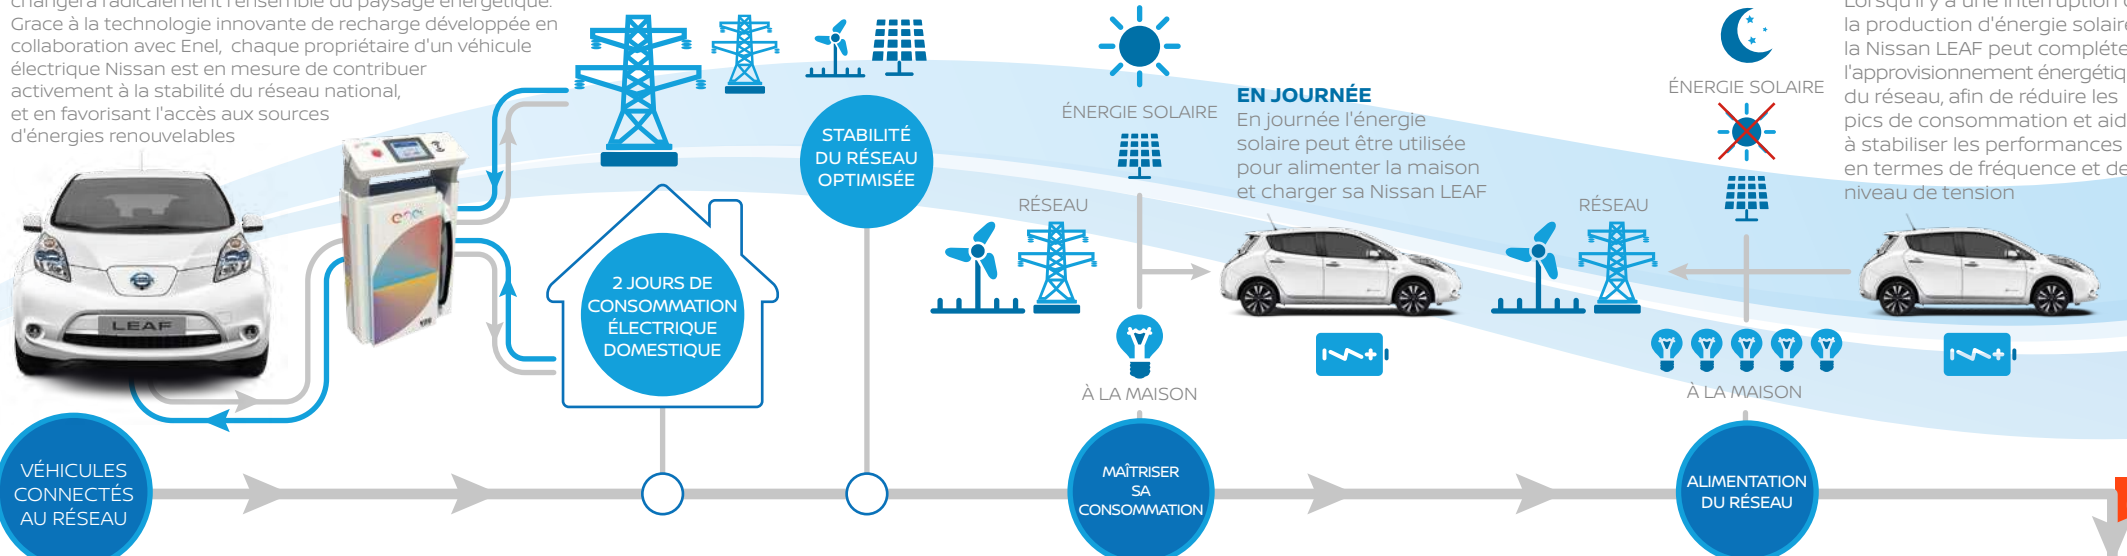 changera radicalement l'ensemble du paysage énergétique.
Grace à la technologie innovante de recharge développée en
collaboration avec Enel, chaque propriétaire d'un véhicule
électrique Nissan est en mesure de contribuer
activement à la stabilité du réseau national,
et en favorisant l'accès aux sources
d'énergies renouvelables
enel
LEAF
2 JOURS DE
CONSOMMATION
ÉLECTRIQUE
DOMESTIQUE
STABILITÉ
DU RÉSEAU
OPTIMISÉE
ÉNERGIE SOLAIRE
EN JOURNÉE
En journée l'énergie
solaire peut être utilisée
pour alimenter la maison
et charger sa Nissan LEAF
RÉSEAU
À LA MAISON
ÉNERGIE SOLAIRE
RÉSEAU
À LA MAISON
Lorsqu'il y a une interruption
la production d'énergie solaire
la Nissan LEAF peut compléte
l'approvisionnement énergétiq
du réseau, afin de réduire les
pics de consommation et aid
à stabiliser les performances
en termes de fréquence et de
niveau de tension
VÉHICULES
CONNECTÉS
AU RÉSEAU
MAÎTRISER
SA
CONSOMMATION
ALIMENTATION
DU RÉSEAU